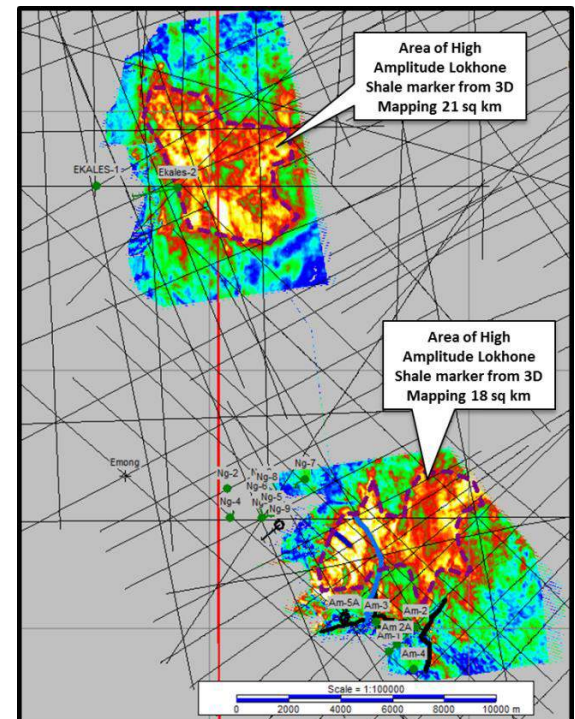 Area of High
Amplitude Lokhone
Shale marker from 3D
Mapping 21 sq km
EKALES-1
Ekales-2
Area of High
Amplitude Lokhone
Shale marker from 3D
Mapping 18 sq km
Emong
Ng-2
Ng-8
Ng-7
Ng-6
Ng-4
Ng-5
Ng-9
Am-5A
Am-3
Am-2
Am 2A
Am-1
Am-4
Scale = 1:100000
0 2000 4000 6000 8000 10000 m